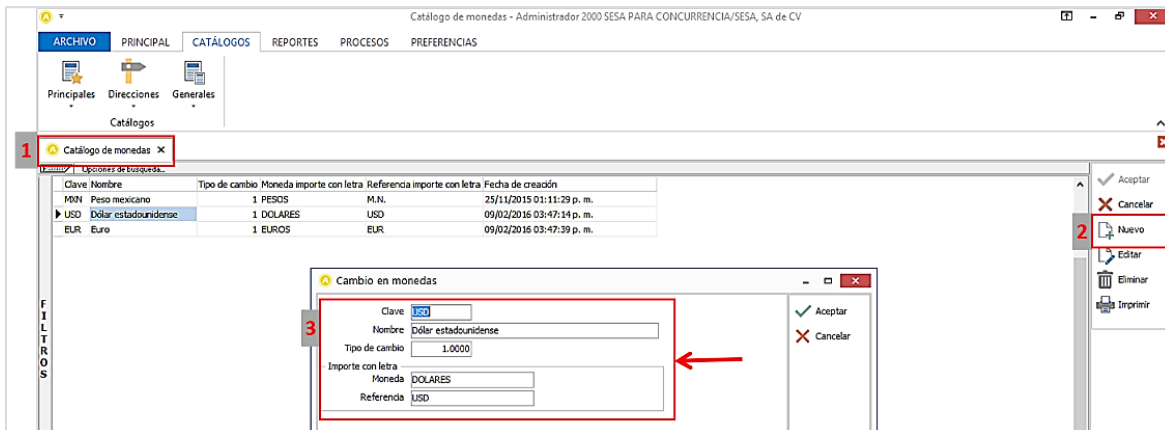 Catálogo de monedas - Administrador 2000 SESA PARA CONCURRENCIA/SESA, SA de CV
ARCHIVO PRINCIPAL CATÁLOGOS REPORTES PROCESOS PREFERENCIAS
Principales Direcciones Generales
Catálogos
1 Catálogo de monedas
Opciones de busqueda...
Clave Nombre Tipo de cambio Moneda importe con letra Referencia importe con letra Fecha de creación
MXN Peso mexicano 1 PESOS M.N. 25/11/2015 01:11:29 p. m.
USD Dólar estadounidense 1 DOLARES USD 09/02/2016 03:47:14 p. m.
EUR Euro 1 EUROS EUR 09/02/2016 03:47:39 p. m.
Aceptar
Cancelar
2 Nuevo
Editar
Eliminar
Imprimir
FILTROS
Cambio en monedas
3
Clave USD
Nombre Dólar estadounidense
Tipo de cambio 1.0000
Importe con letra
Moneda DOLARES
Referencia USD
Aceptar
Cancelar